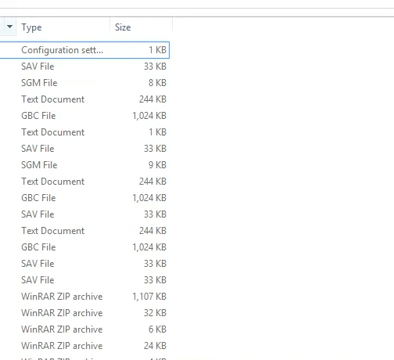 Type Size
Configuration sett... 1 KB
SAV File 33 KB
SGM File 8 KB
Text Document 244 KB
GBC File 1,024 KB
Text Document 1 KB
SAV File 33 KB
SGM File 9 KB
Text Document 244 KB
GBC File 1,024 KB
SAV File 33 KB
Text Document 244 KB
GBC File 1,024 KB
SAV File 33 KB
SAV File 33 KB
WinRAR ZIP archive 1,107 KB
WinRAR ZIP archive 32 KB
WinRAR ZIP archive 6 KB
WinRAR ZIP archive 24 KB
WinRAR ZIP archive